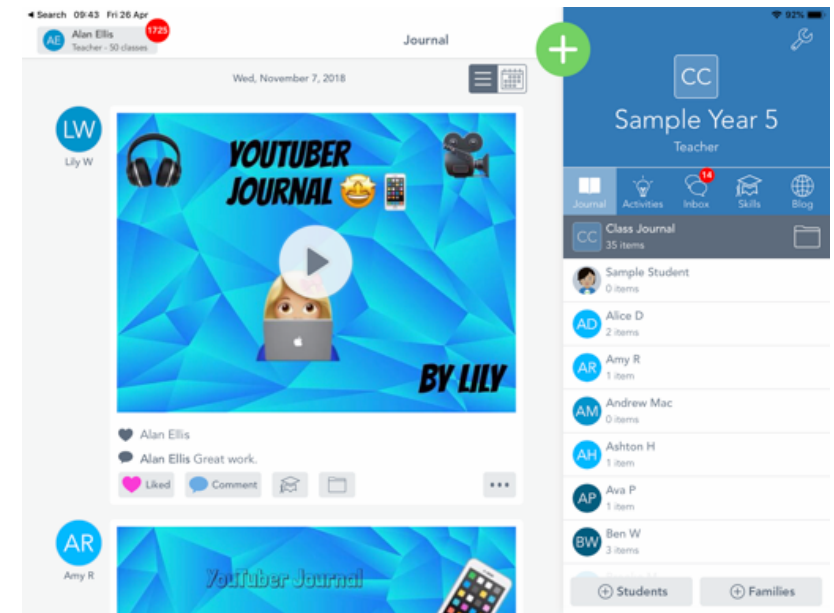 Search 09:43 Fri 26 Apr
92%
AE
Alan Ellis
1725
Teacher - 50 classes
Journal
Wed, November 7, 2018
LW
Lily W
YOUTUBER
JOURNAL
BY LILY
Alan Ellis
Alan Ellis Great work.
Liked
Comment
AR
Amy R
YouTuber Journal
CC
Sample Year 5
Teacher
Journal
Activities
14
Inbox
Skills
Blog
CC
Class Journal
35 items
Sample Student
0 items
AD
Alice D
2 items
AR
Amy R
1 item
AM
Andrew Mac
0 items
AH
Ashton H
1 item
AP
Ava P
1 item
BW
Ben W
3 items
Students
Families